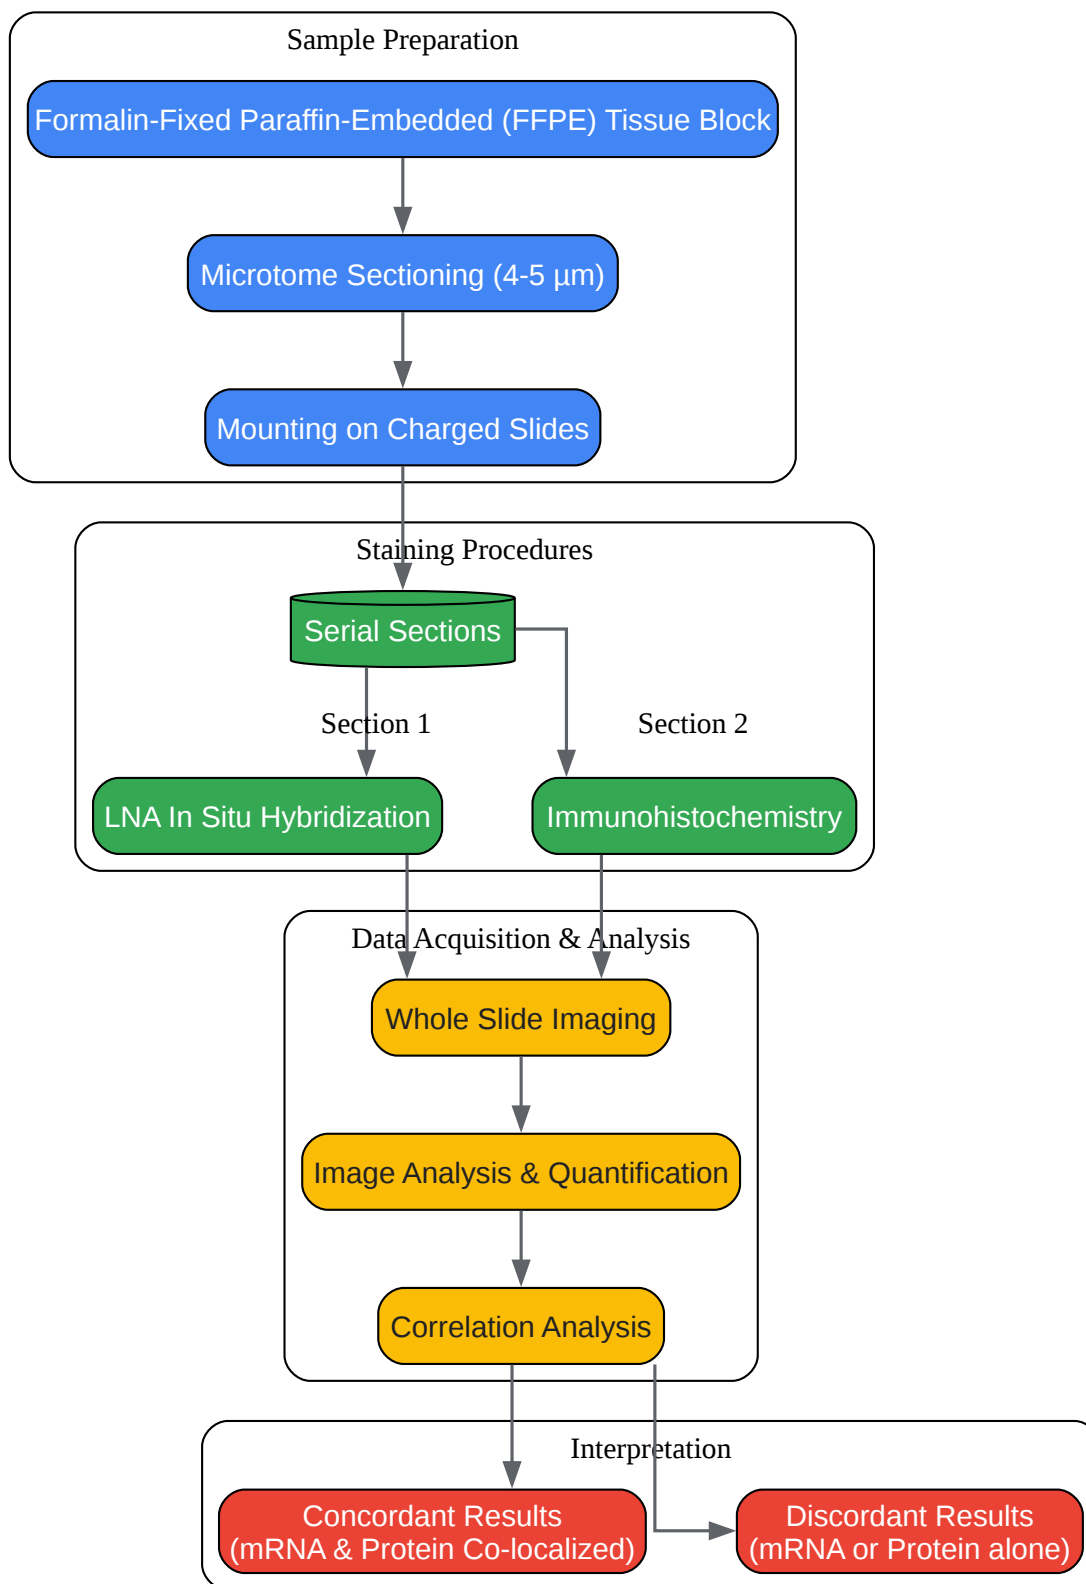 Sample Preparation
Formalin-Fixed Paraffin-Embedded (FFPE) Tissue Block
Microtome Sectioning (4-5 µm)
Mounting on Charged Slides
Staining Procedures
Serial Sections
Section 1
Section 2
LNA In Situ Hybridization
Immunohistochemistry
Data Acquisition & Analysis
Whole Slide Imaging
Image Analysis & Quantification
Correlation Analysis
Interpretation
Concordant Results
(mRNA & Protein Co-localized)
Discordant Results
(mRNA or Protein alone)